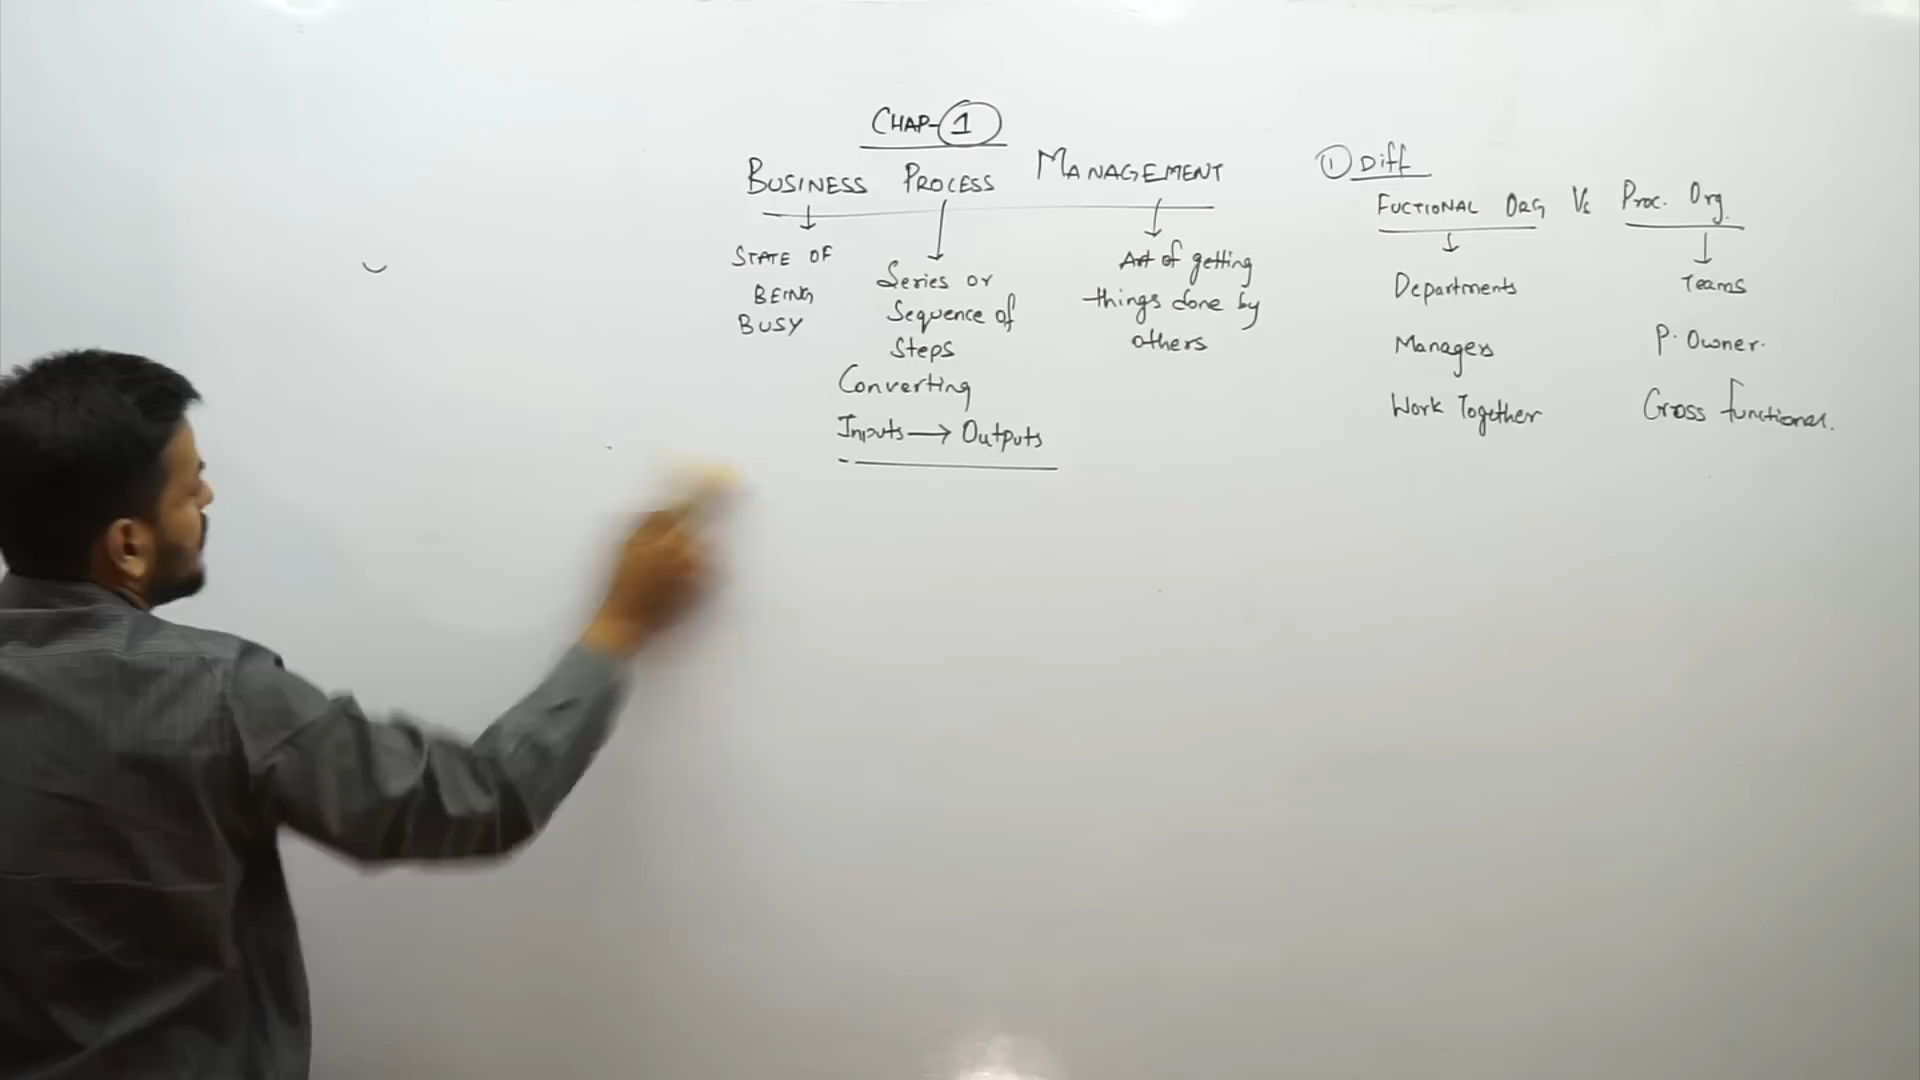 CHAP-1
BUSINESS PROCESS MANAGEMENT
STATE OF
BEING
BUSY
Series or
Sequence of
Steps
Converting
Inputs → Outputs
Art of getting
things done by
others
① Diff
FUCTIONAL ORG Vs Proc. Org.
Departments
Managers
Work Together
Teams
P. Owner.
Cross functional.